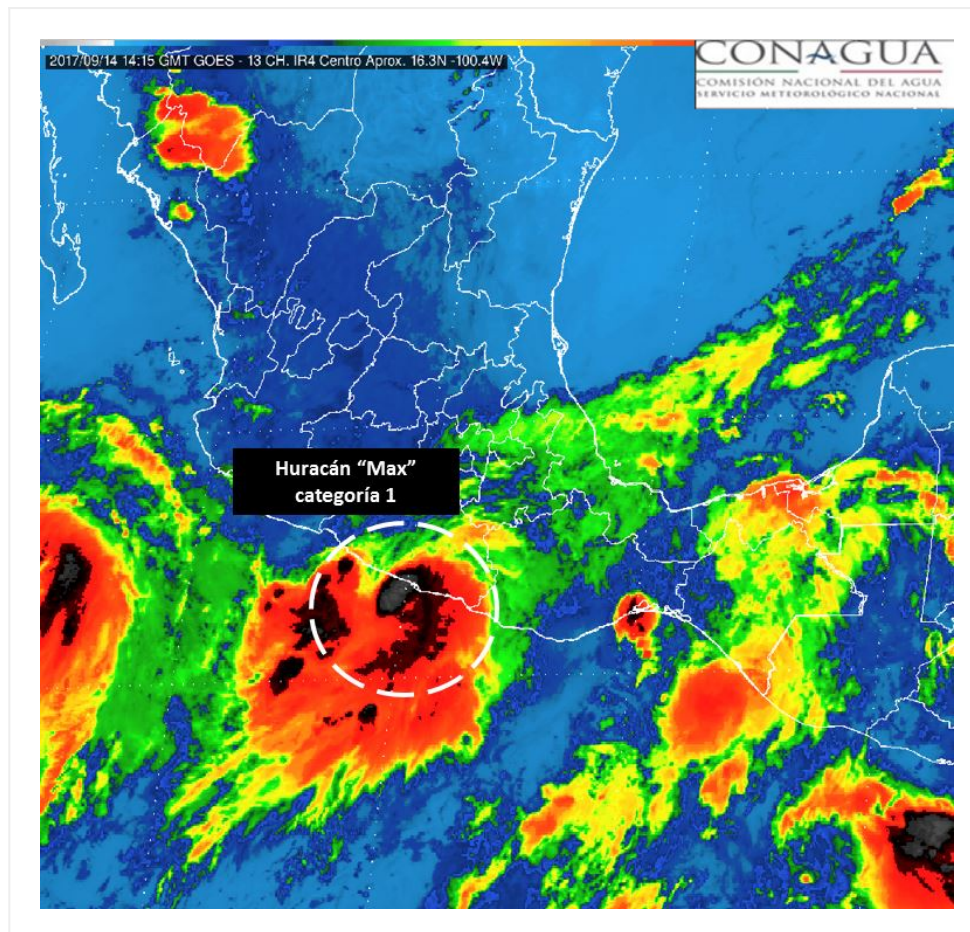 2017/09/14 14:15 GMT GOES - 13 CH. IR4 Centro Aprox. 16.3N -100.4W
CONAGUA
COMISIÓN NACIONAL DEL AGUA
SERVICIO METEOROLÓGICO NACIONAL
Huracán “Max”
categoría 1